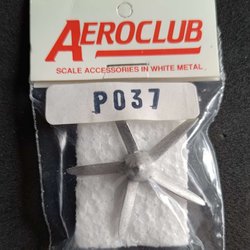 AEROCLUB
SCALE ACCESSORIES IN WHITE METAL
P037